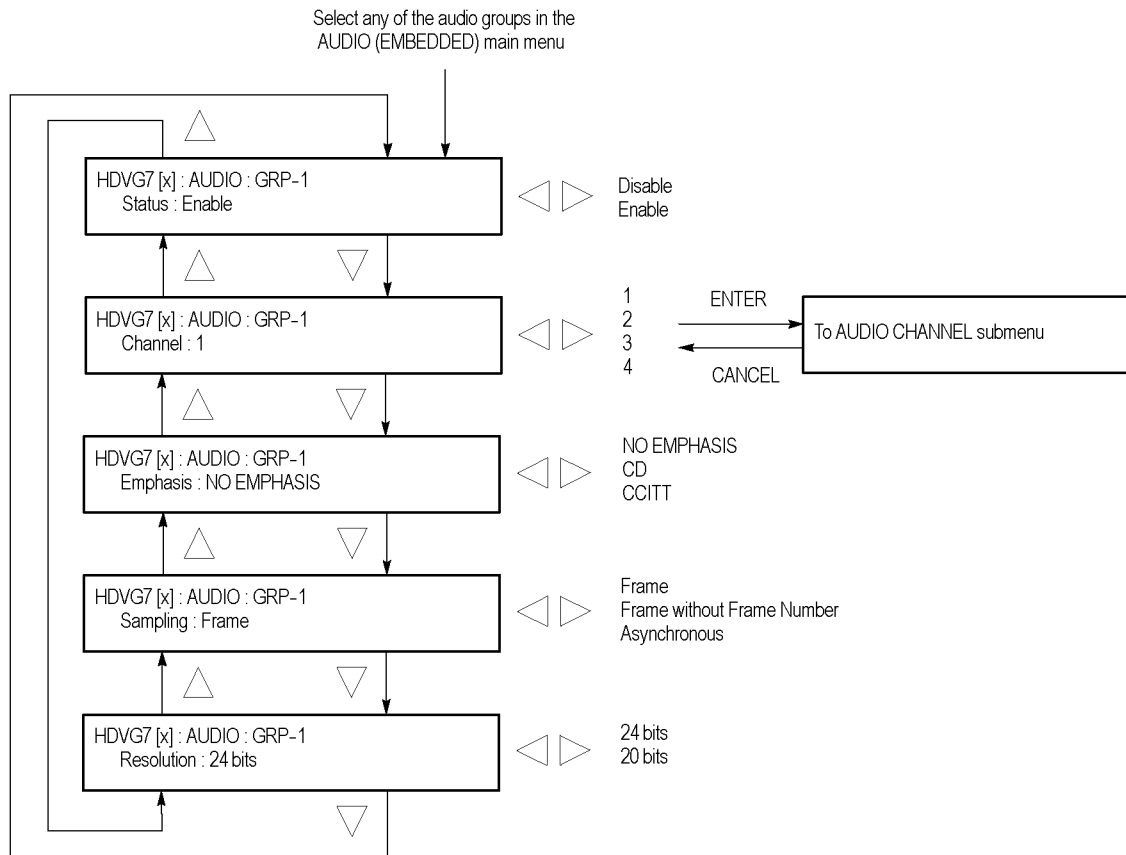 Select any of the audio groups in the
AUDIO (EMBEDDED) main menu
HDVG7 [x] : AUDIO : GRP-1
Status : Enable
Disable
Enable
HDVG7 [x] : AUDIO : GRP-1
Channel : 1
1
2
3
4
ENTER
CANCEL
To AUDIO CHANNEL submenu
HDVG7 [x] : AUDIO : GRP-1
Emphasis : NO EMPHASIS
NO EMPHASIS
CD
CCITT
HDVG7 [x] : AUDIO : GRP-1
Sampling : Frame
Frame
Frame without Frame Number
Asynchronous
HDVG7 [x] : AUDIO : GRP-1
Resolution : 24 bits
24 bits
20 bits